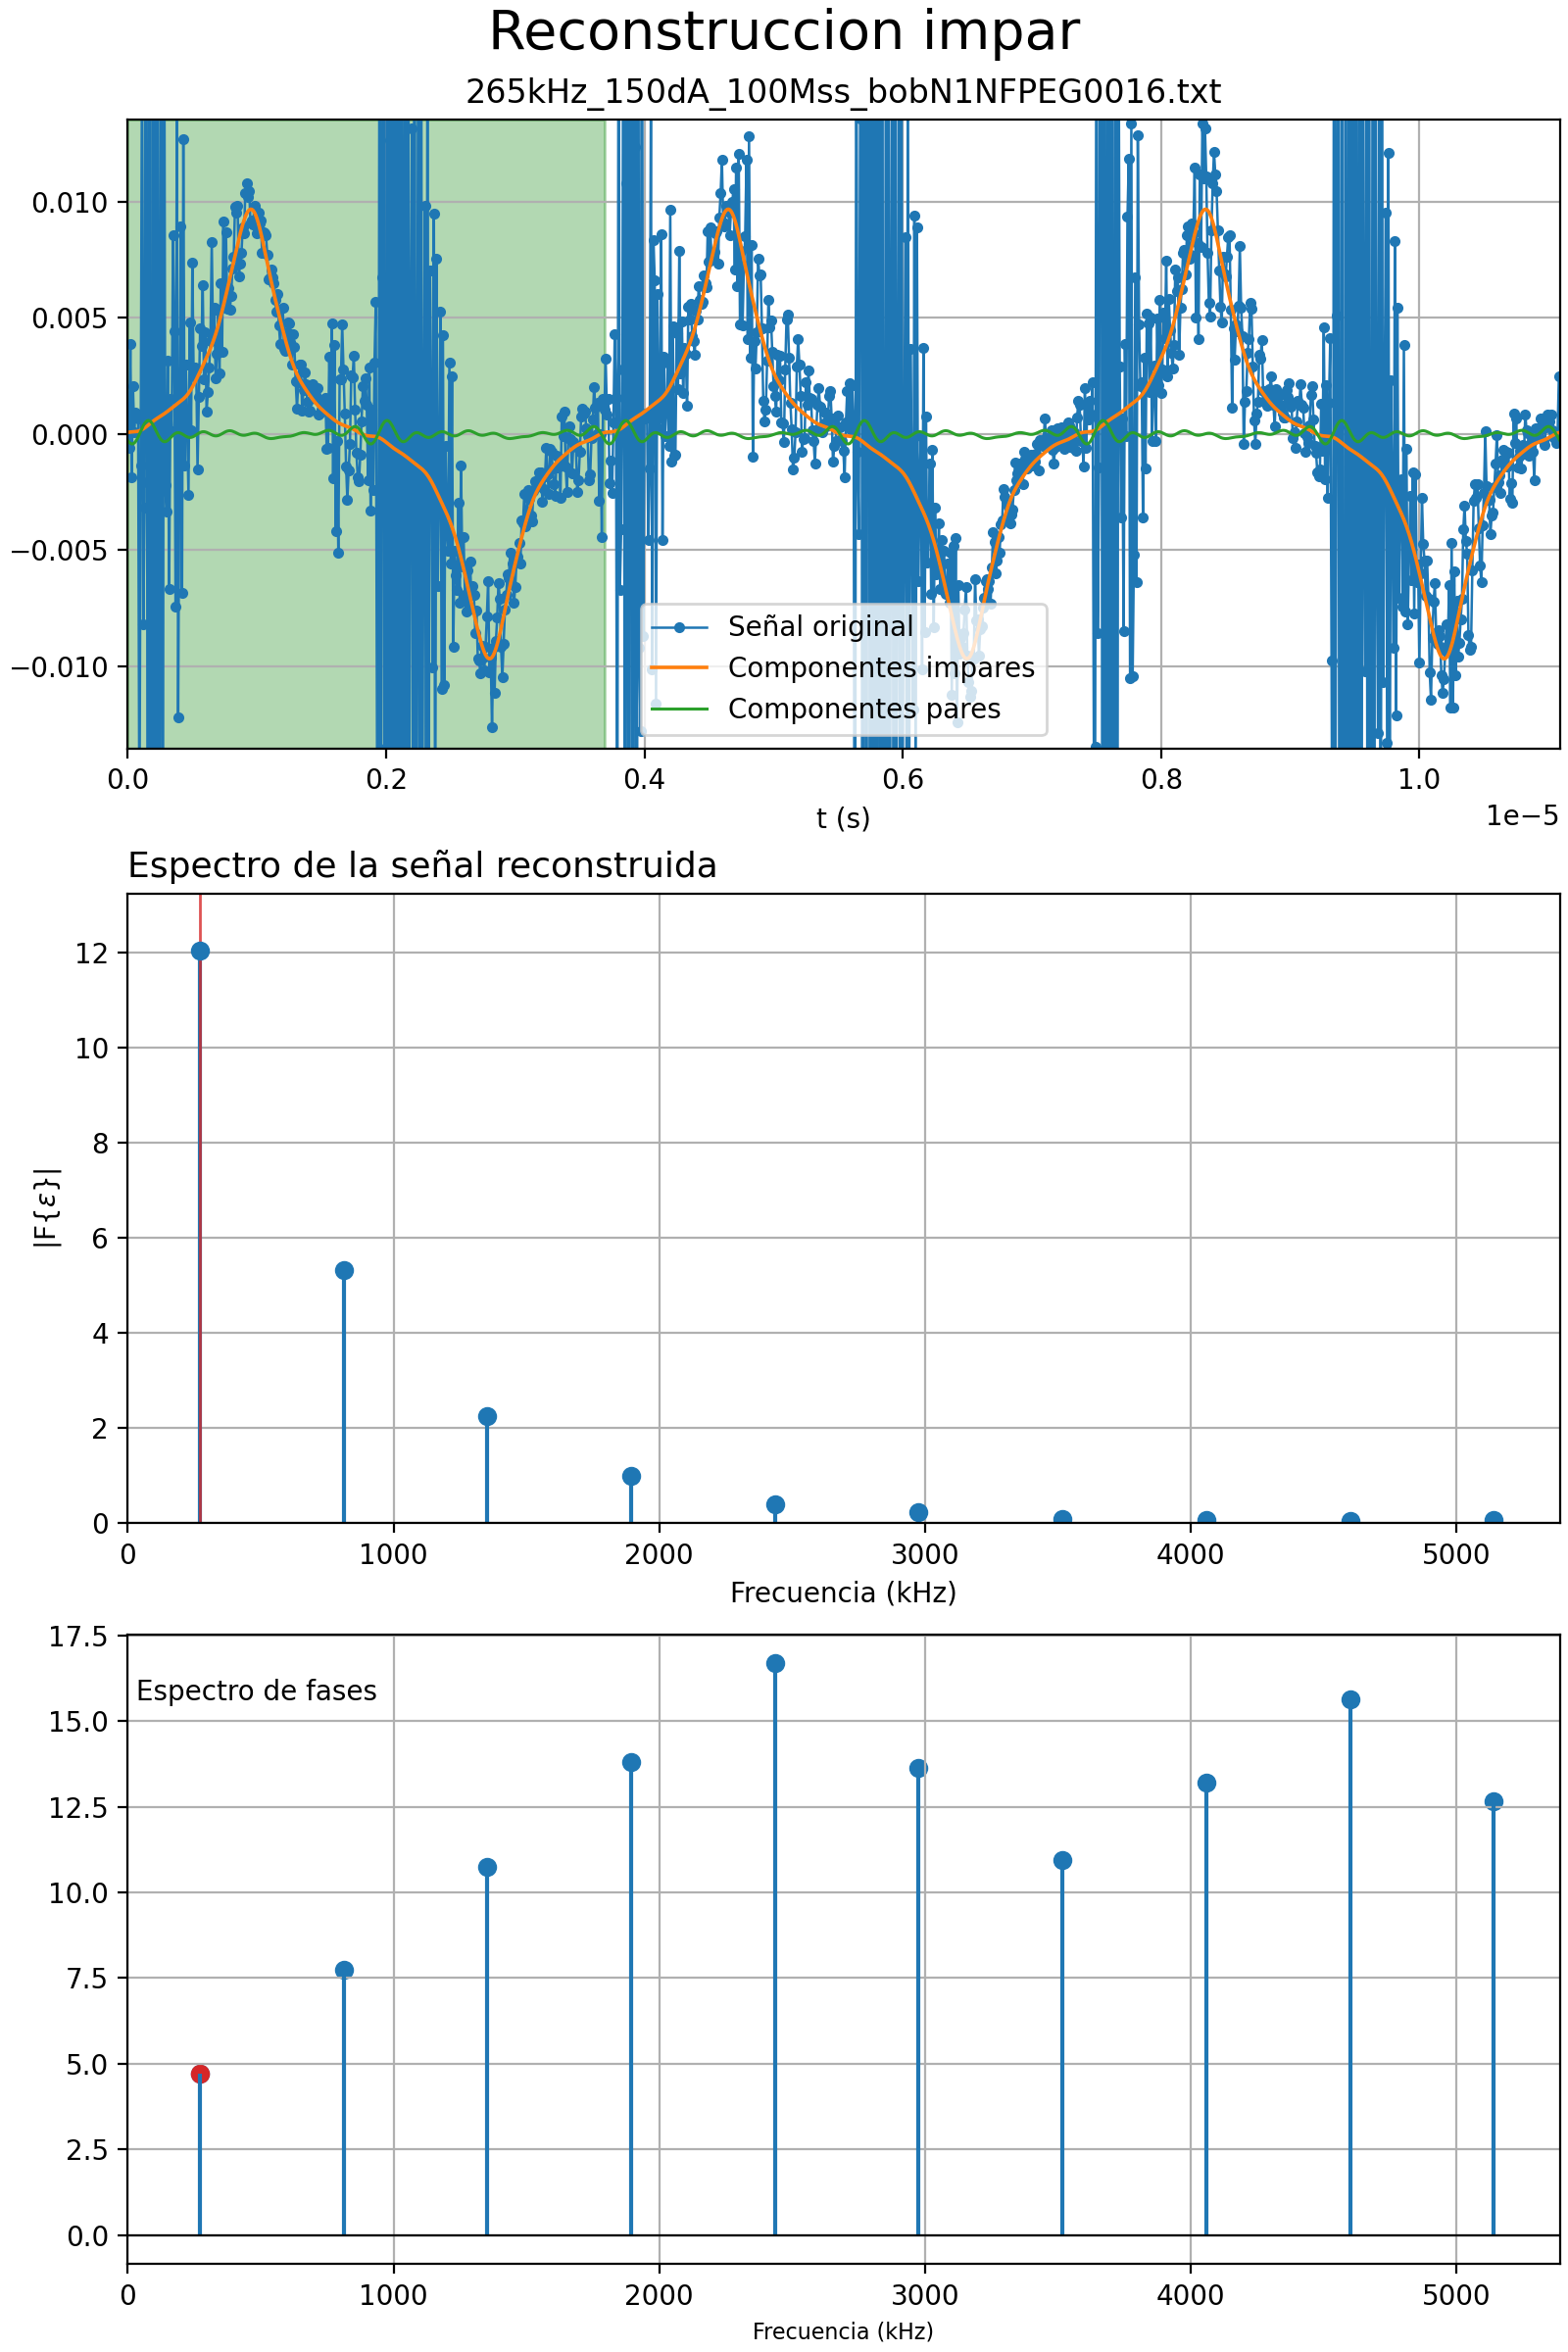 Reconstruccion impar
265kHz_150dA_100Mss_bobN1NFPEG0016.txt
0.010
0.005
0.000
−0.005
−0.010
Señal original
Componentes impares
Componentes pares
0.0 0.2 0.4 0.6 0.8 1.0
t (s)
1e−5
Espectro de la señal reconstruida
12
10
8
6
4
2
0
|F{ε}|
0 1000 2000 3000 4000 5000
Frecuencia (kHz)
17.5
Espectro de fases
15.0
12.5
10.0
7.5
5.0
2.5
0.0
0 1000 2000 3000 4000 5000
Frecuencia (kHz)